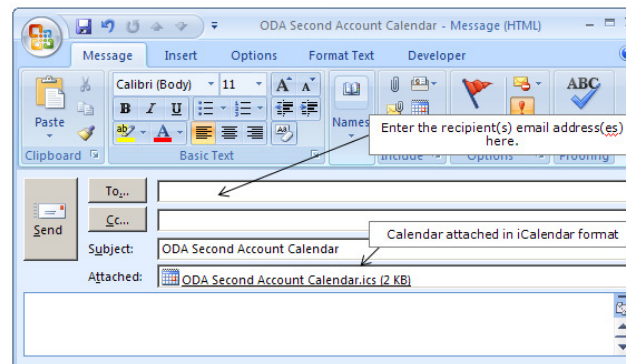 ODA Second Account Calendar - Message (HTML)
Message Insert Options Format Text Developer
Calibri (Body) 11 A A ABC
B I U
Paste Names
ab A
Enter the recipient(s) email address(es)
here.
Clipboard Basic Text Include Options Proofing
To...
Cc...
Send
Calendar attached in iCalendar format
Subject: ODA Second Account Calendar
Attached: ODA Second Account Calendar.ics (2 KB)